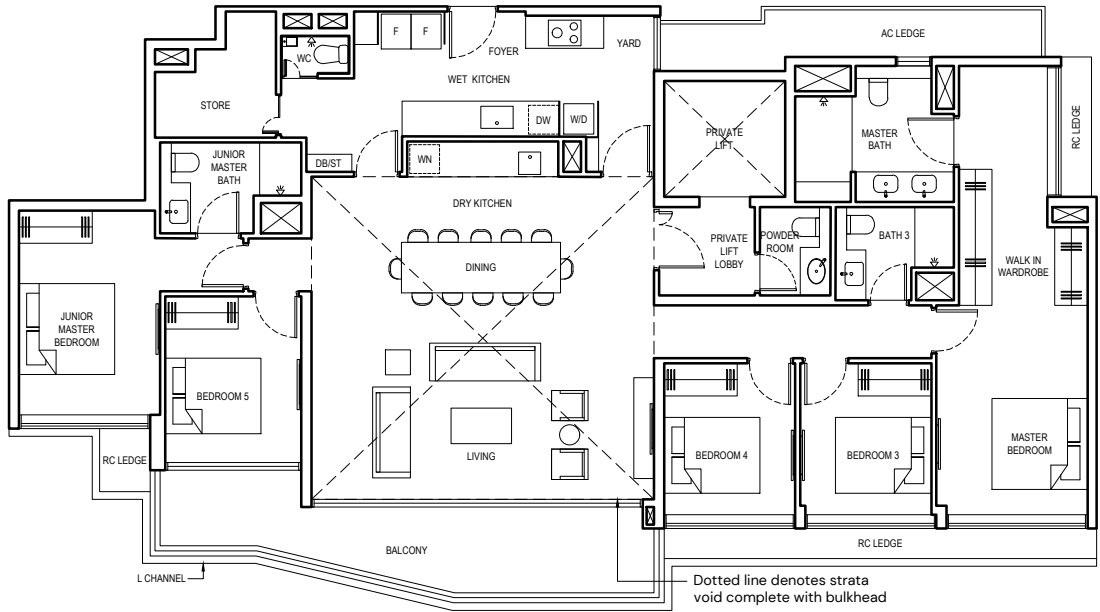 AC LEDGE
F
F
FOYER
YARD
WC
WET KITCHEN
STORE
RC LEDGE
DW
W/D
PRIVATE
LIFT
MASTER
BATH
JUNIOR
MASTER
BATH
DB/ST
WN
DRY KITCHEN
PRIVATE
LIFT
LOBBY
POWDER
ROOM
BATH 3
DINING
WALK IN
WARDROBE
JUNIOR
MASTER
BEDROOM
BEDROOM 5
RC LEDGE
LIVING
BEDROOM 4
BEDROOM 3
MASTER
BEDROOM
BALCONY
RC LEDGE
L CHANNEL
Dotted line denotes strata
void complete with bulkhead